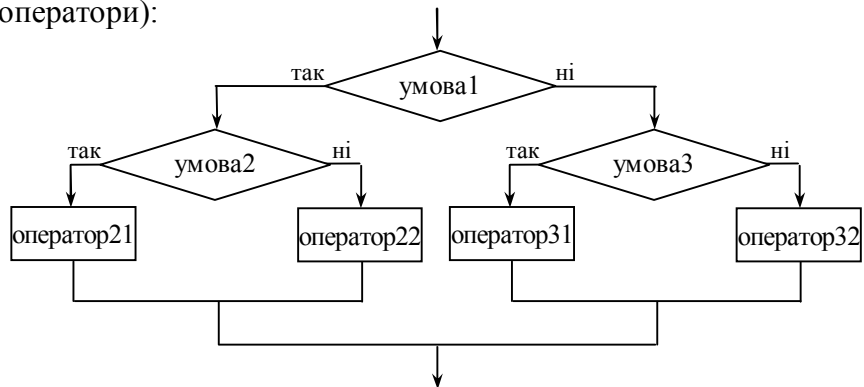 оператори):
так умова1 ні
так умова2 ні так умова3 ні
оператор21 оператор22 оператор31 оператор32